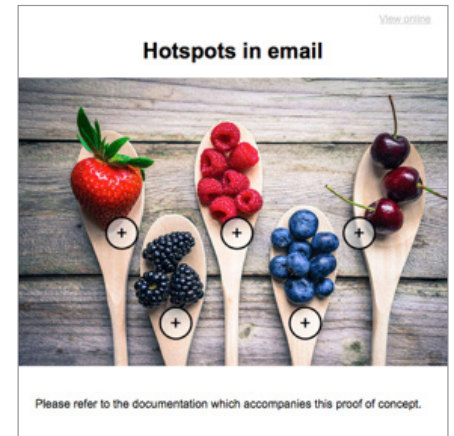 View online
Hotspots in email
+
+
+
+
+
Please refer to the documentation which accompanies this proof of concept.